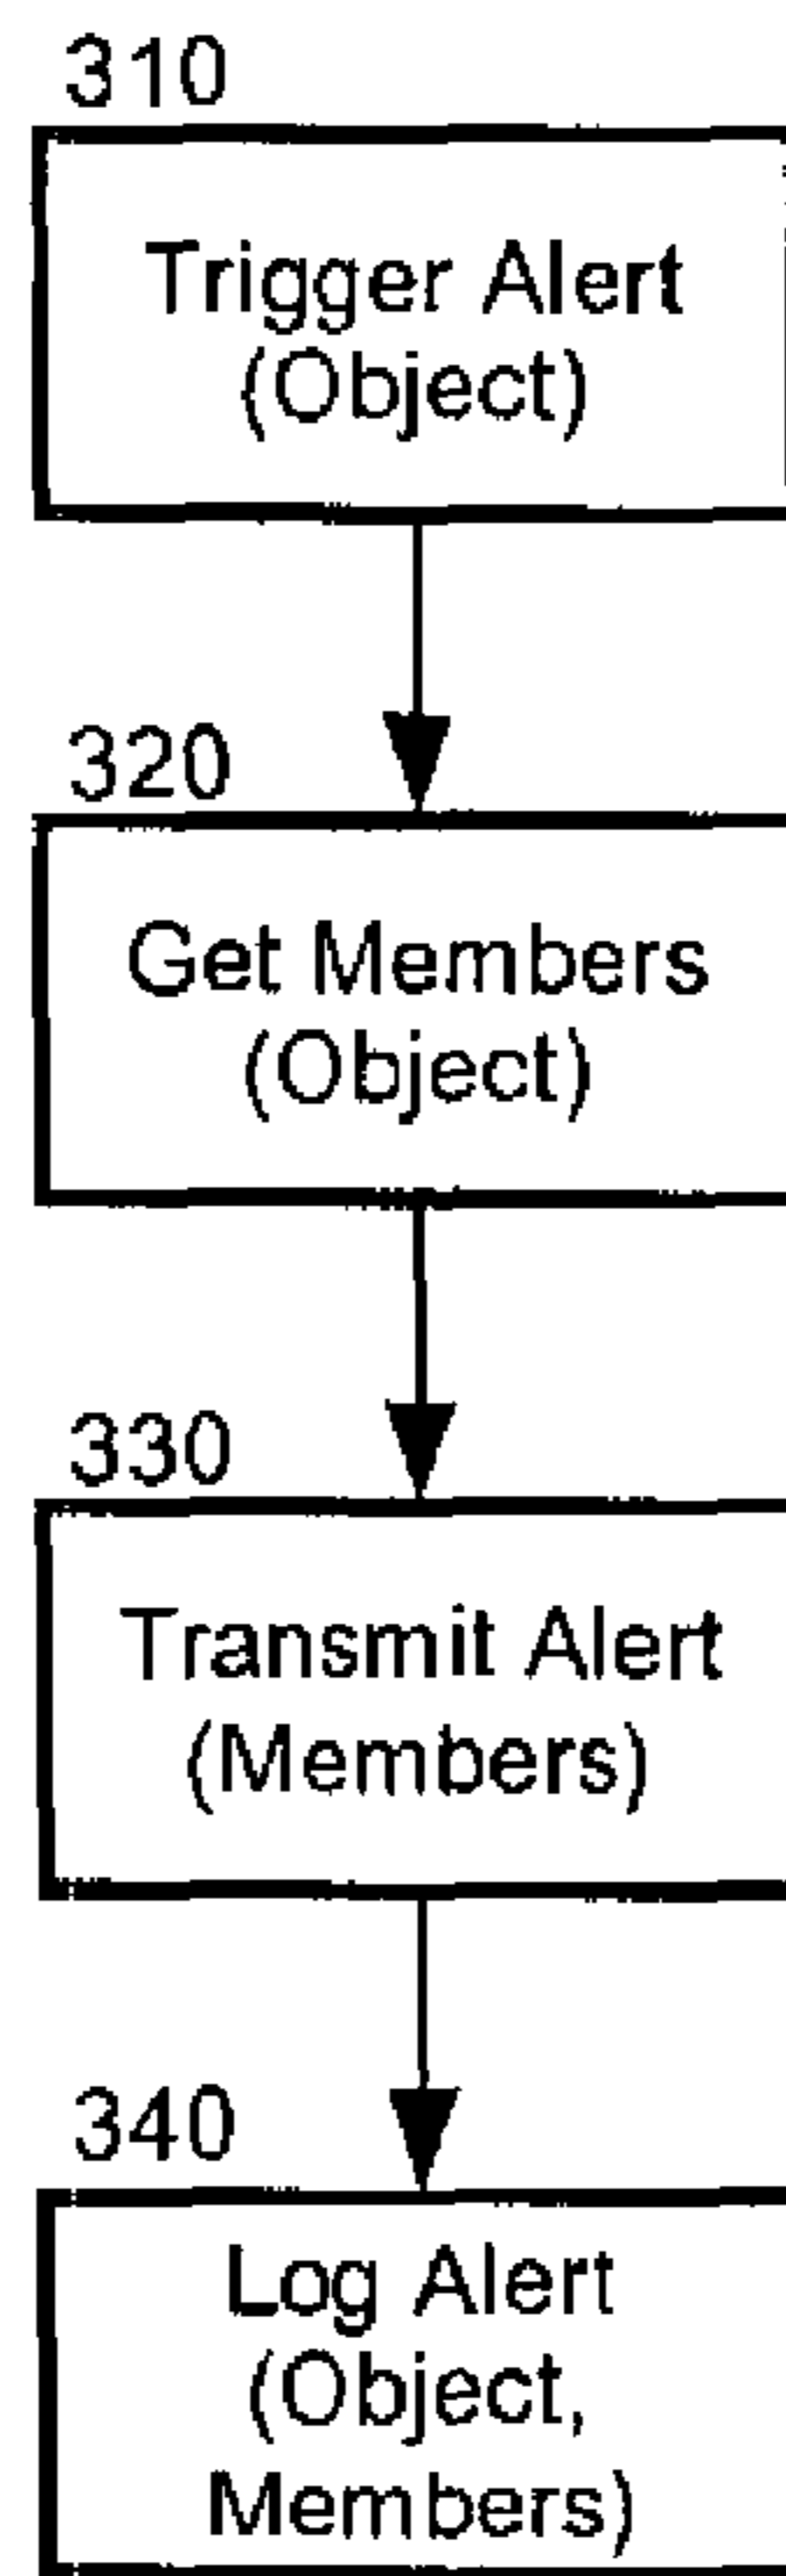 310
Trigger Alert
(Object)
320
Get Members
(Object)
330
Transmit Alert
(Members)
340
Log Alert
(Object,
Members)